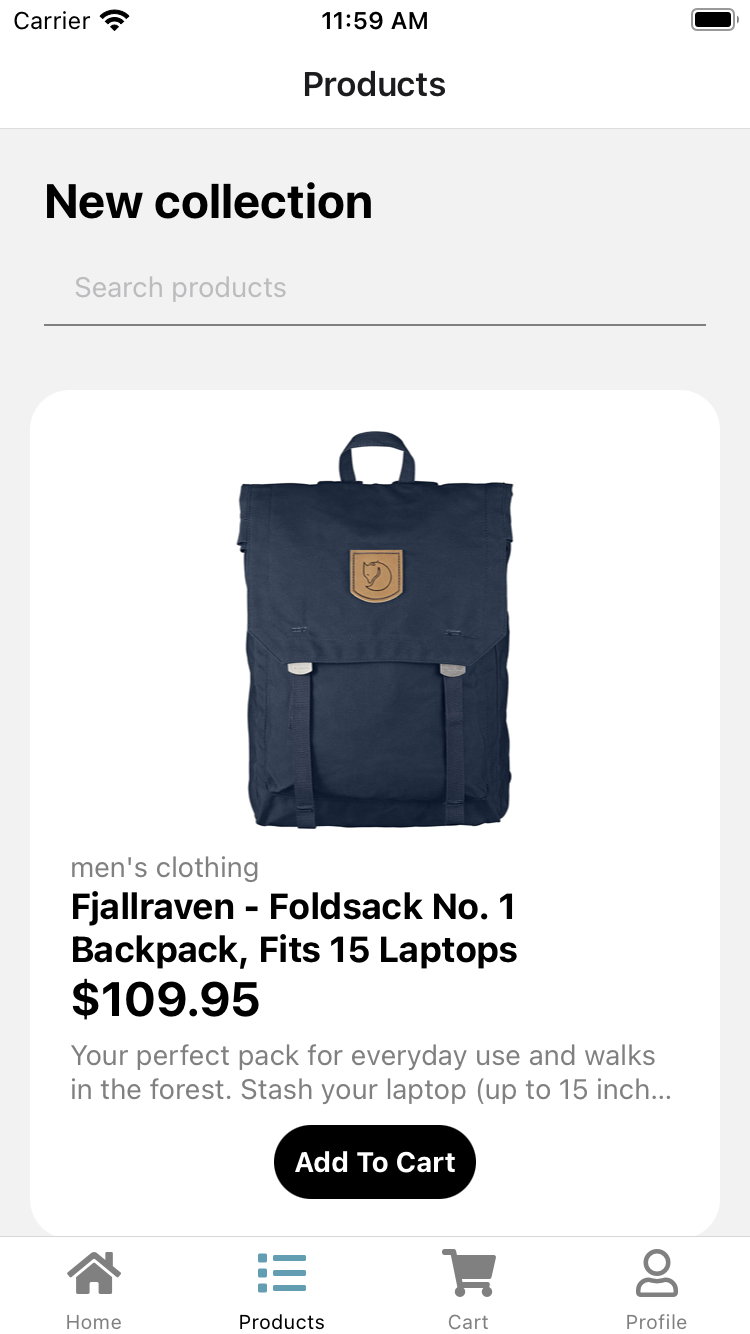 Carrier
11:59 AM
Products
New collection
Search products
men's clothing
Fjallraven - Foldsack No. 1
Backpack, Fits 15 Laptops
$109.95
Your perfect pack for everyday use and walks
in the forest. Stash your laptop (up to 15 inch...
Add To Cart
Home
Products
Cart
Profile